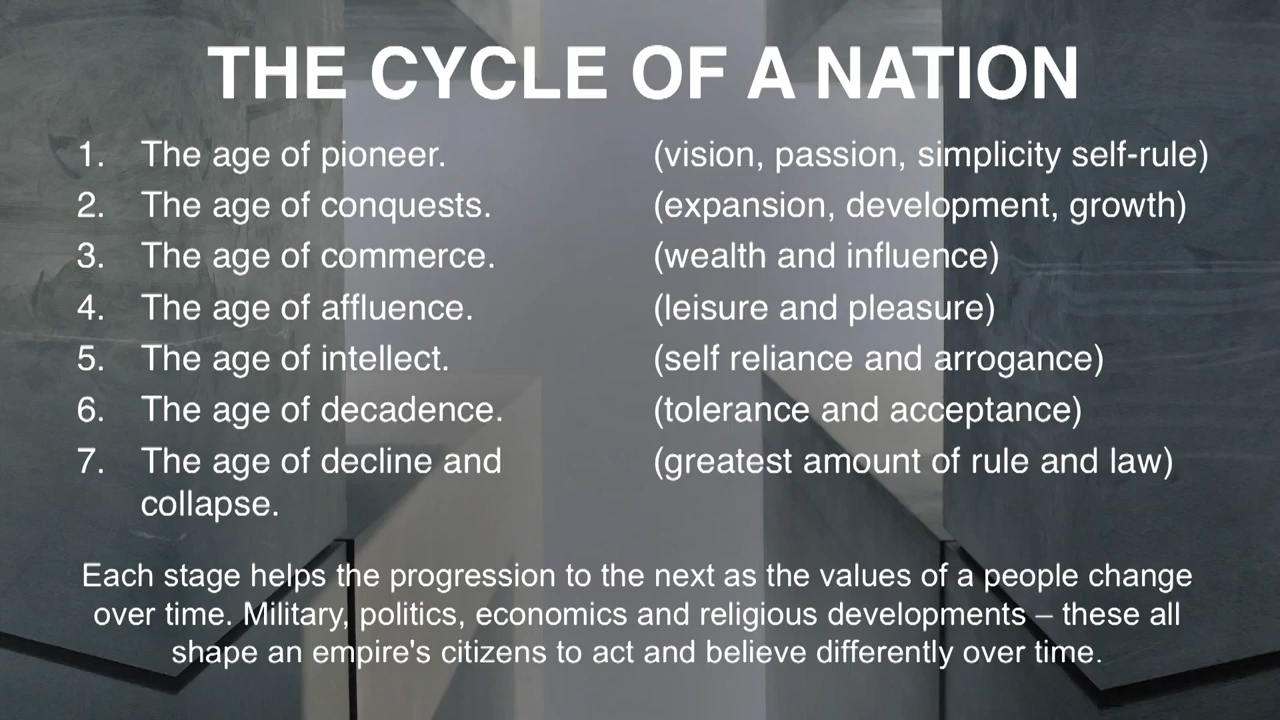 THE CYCLE OF A NATION
1. The age of pioneer. (vision, passion, simplicity self-rule)
2. The age of conquests. (expansion, development, growth)
3. The age of commerce. (wealth and influence)
4. The age of affluence. (leisure and pleasure)
5. The age of intellect. (self reliance and arrogance)
6. The age of decadence. (tolerance and acceptance)
7. The age of decline and (greatest amount of rule and law)
collapse.
Each stage helps the progression to the next as the values of a people change
over time. Military, politics, economics and religious developments – these all
shape an empire's citizens to act and believe differently over time.